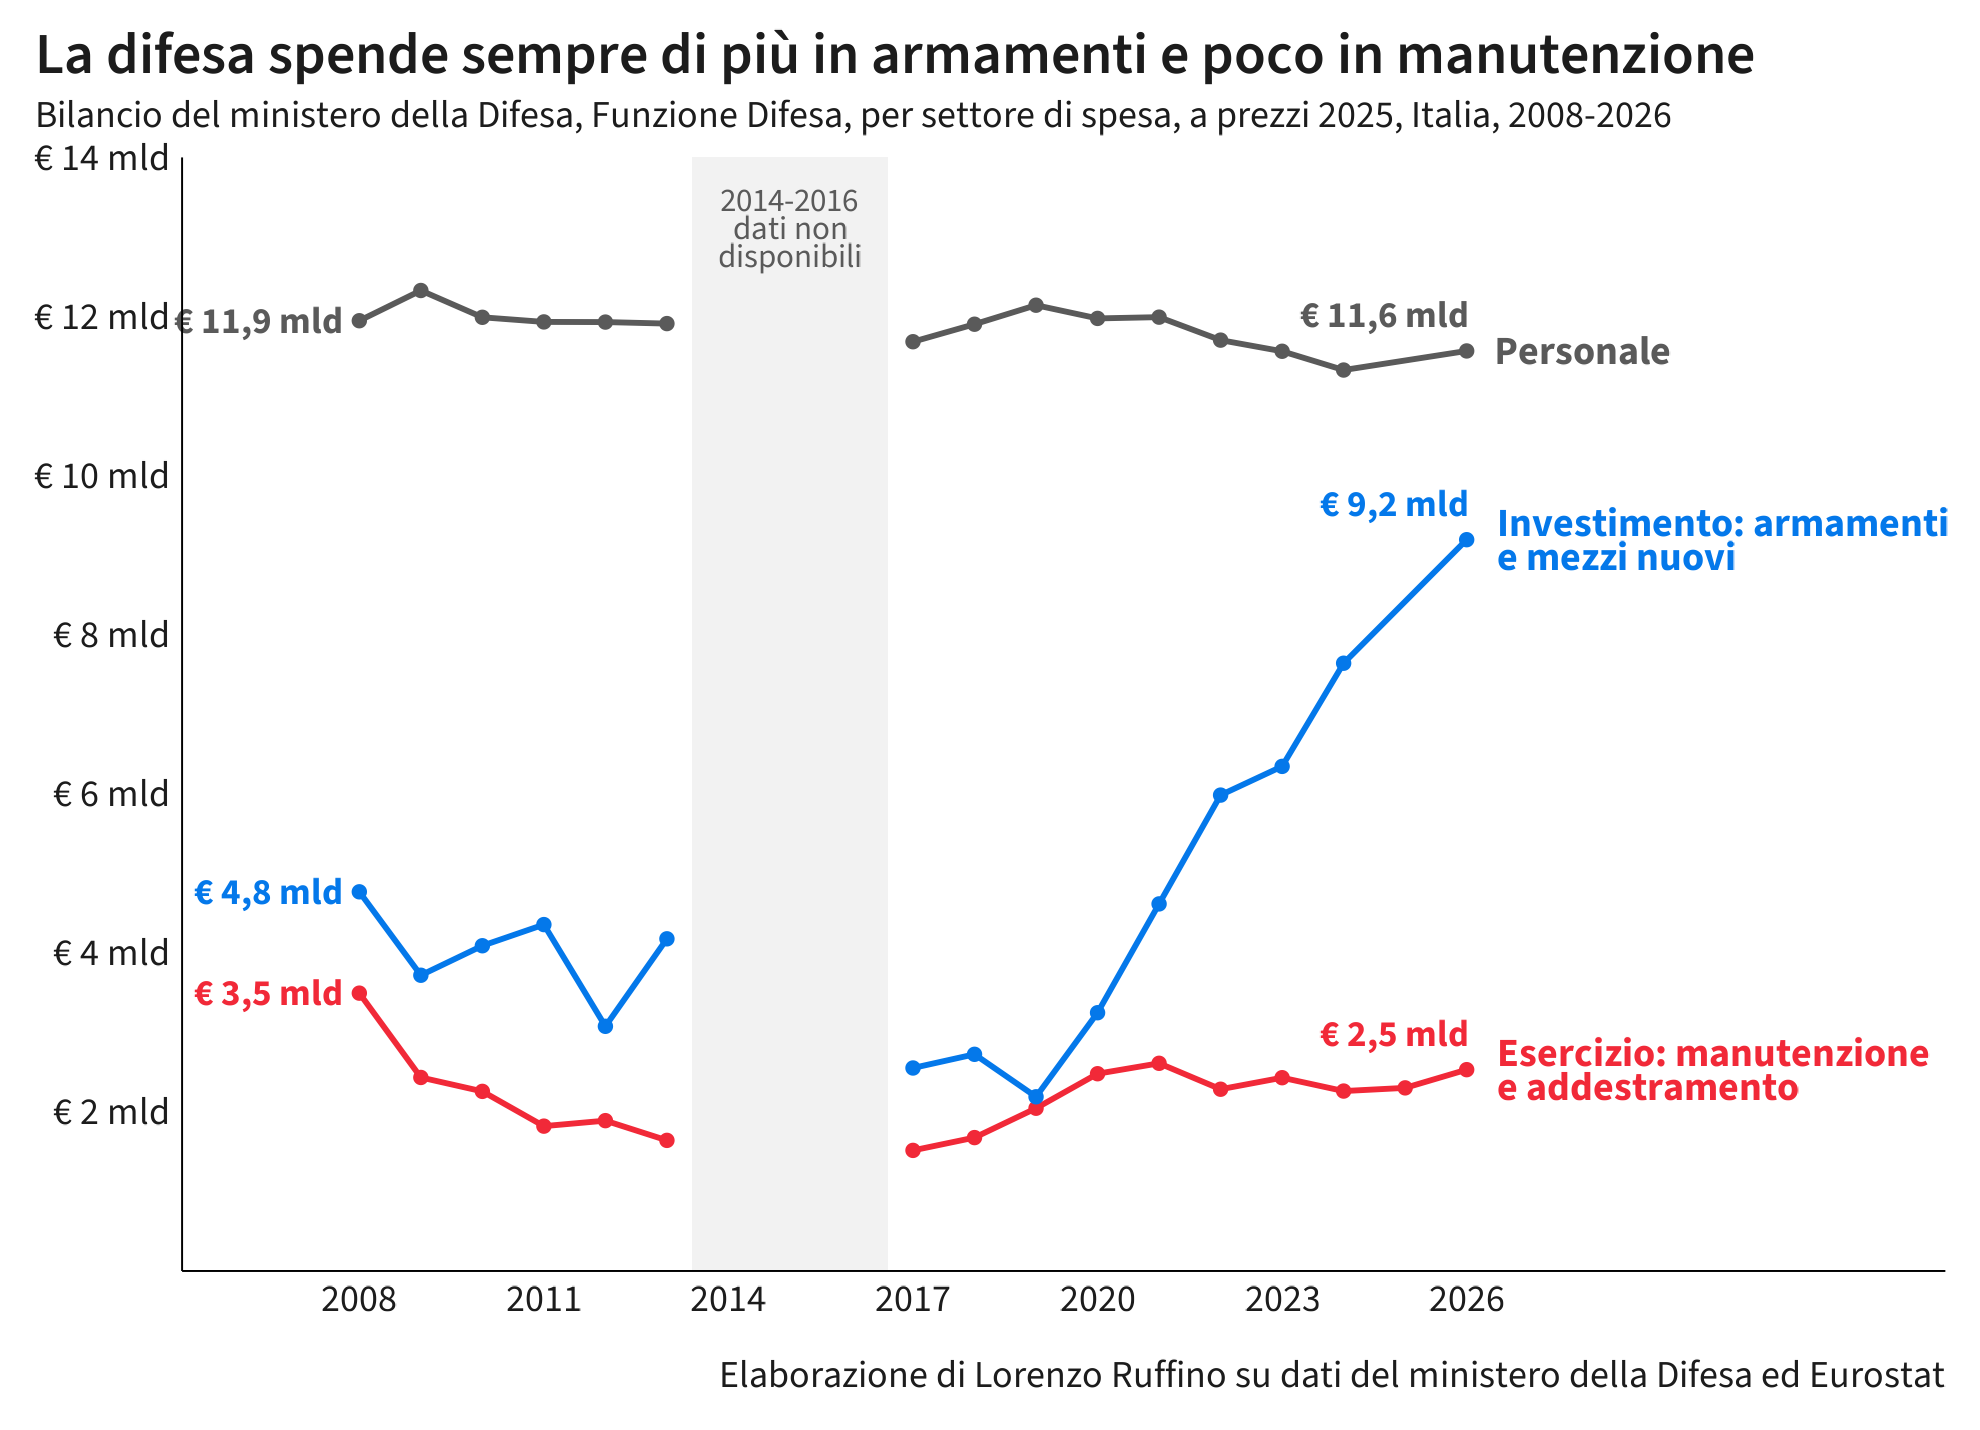 La difesa spende sempre di più in armamenti e poco in manutenzione
Bilancio del ministero della Difesa, Funzione Difesa, per settore di spesa, a prezzi 2025, Italia, 2008-2026
€ 14 mld
2014-2016
dati non
disponibili
€ 12 mld
€ 11,9 mld
€ 11,6 mld
Personale
€ 10 mld
€ 9,2 mld
Investimento: armamenti
e mezzi nuovi
€ 8 mld
€ 6 mld
€ 4,8 mld
€ 4 mld
€ 3,5 mld
€ 2,5 mld
Esercizio: manutenzione
e addestramento
€ 2 mld
2008
2011
2014
2017
2020
2023
2026
Elaborazione di Lorenzo Ruffino su dati del ministero della Difesa ed Eurostat